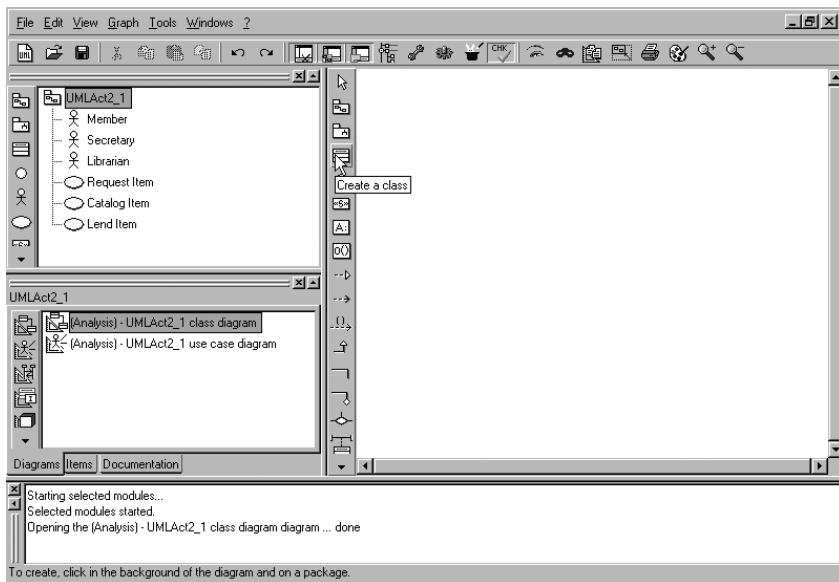 File Edit View Graph Tools Windows ?
UML
CHK
UMLAct2_1
Member
Secretary
Librarian
Request Item
Catalog Item
Lend Item
Create a class
«S»
A:
O()
UMLAct2_1
(Analysis) - UMLAct2_1 class diagram
(Analysis) - UMLAct2_1 use case diagram
Diagrams Items Documentation
Starting selected modules...
Selected modules started.
Opening the (Analysis) - UMLAct2_1 class diagram diagram ... done
To create, click in the background of the diagram and on a package.